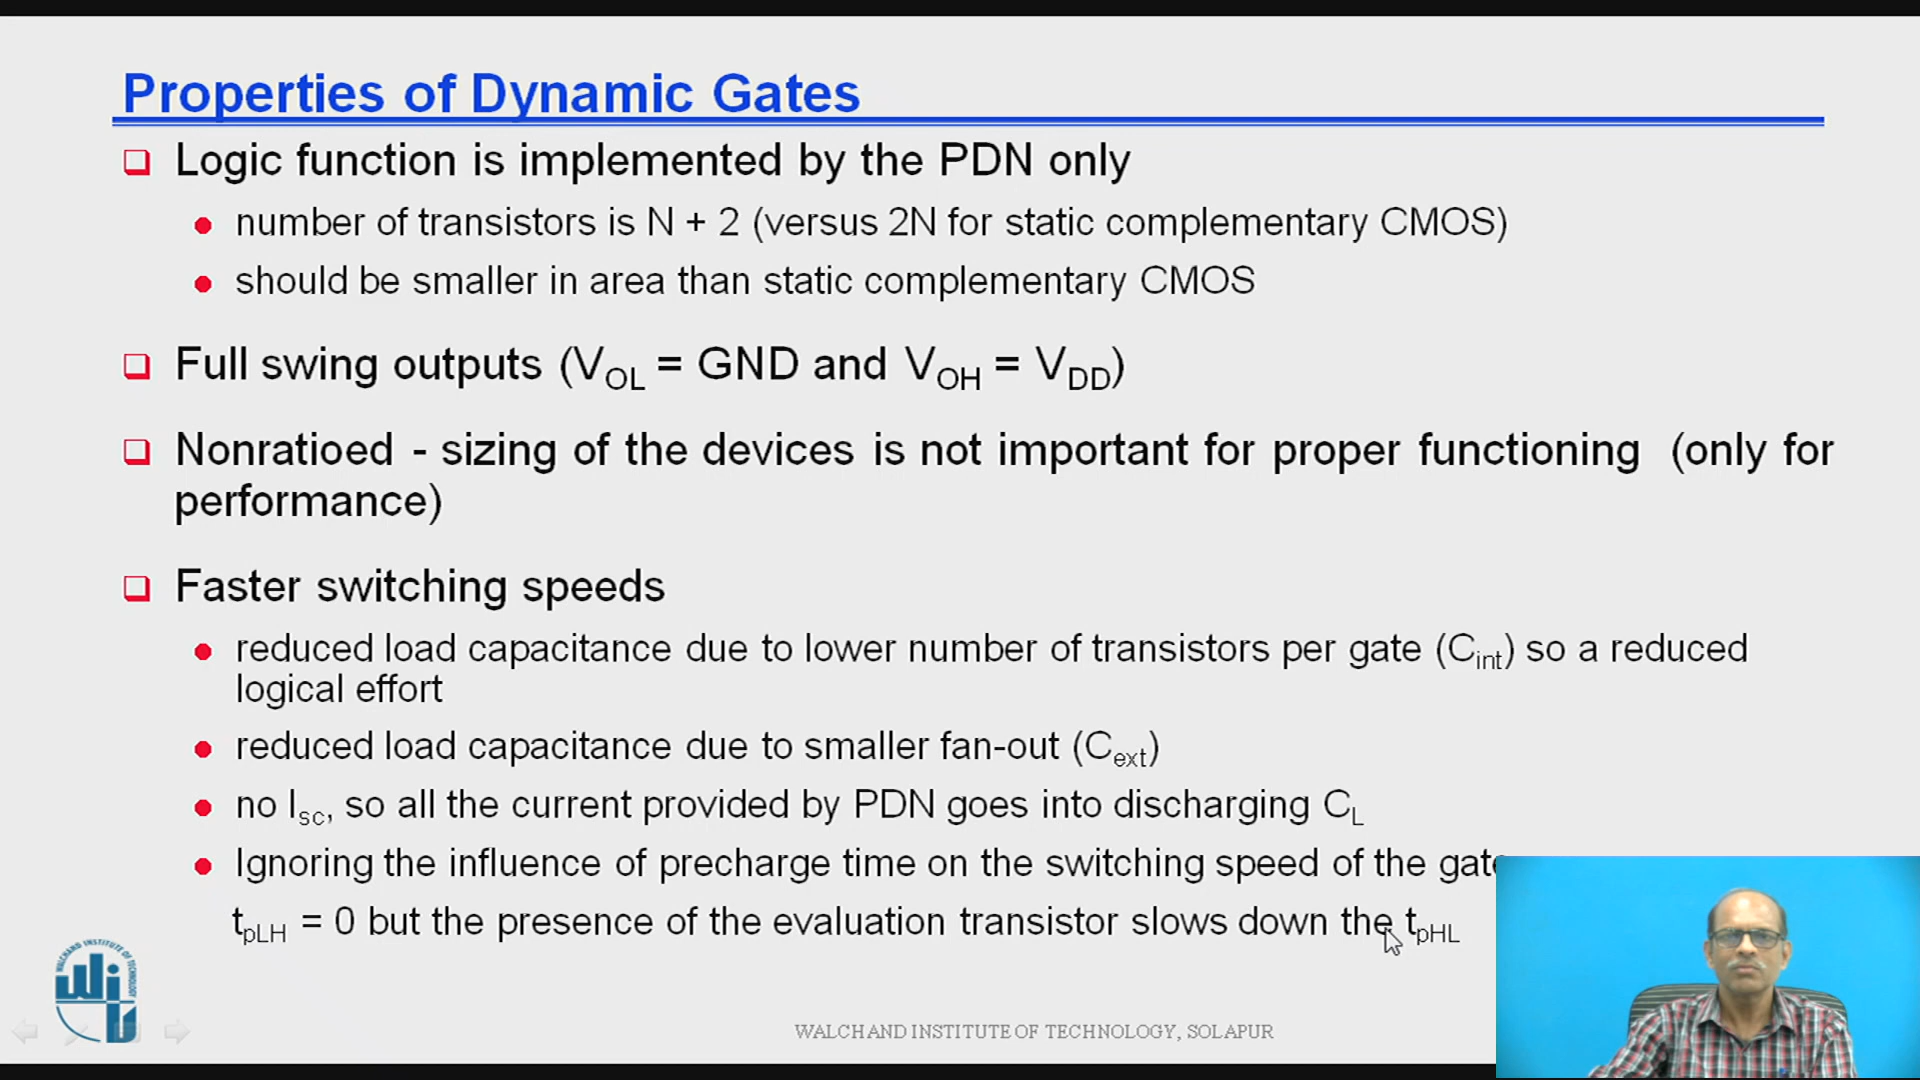 Properties of Dynamic Gates
Logic function is implemented by the PDN only
number of transistors is N + 2 (versus 2N for static complementary CMOS)
should be smaller in area than static complementary CMOS
Full swing outputs (VOL = GND and VOH = VDD)
Nonratioed - sizing of the devices is not important for proper functioning (only for
performance)
Faster switching speeds
reduced load capacitance due to lower number of transistors per gate (Cint) so a reduced
logical effort
reduced load capacitance due to smaller fan-out (Cext)
no Isc, so all the current provided by PDN goes into discharging CL
Ignoring the influence of precharge time on the switching speed of the gate
tpLH = 0 but the presence of the evaluation transistor slows down the tpHL
WALCHAND INSTITUTE OF TECHNOLOGY
WIT
WALCHAND INSTITUTE OF TECHNOLOGY, SOLAPUR